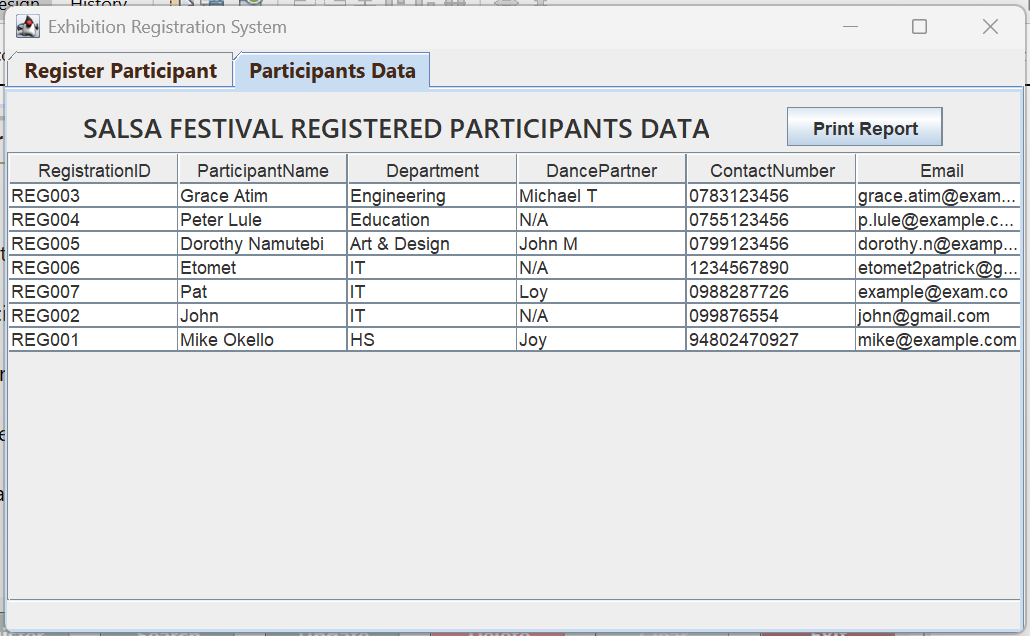 History
Exhibition Registration System
Register Participant Participants Data
SALSA FESTIVAL REGISTERED PARTICIPANTS DATA Print Report
RegistrationID ParticipantName Department DancePartner ContactNumber Email
REG003 Grace Atim Engineering Michael T 0783123456 grace.atim@exam...
REG004 Peter Lule Education N/A 0755123456 p.lule@example.c...
REG005 Dorothy Namutebi Art & Design John M 0799123456 dorothy.n@examp...
REG006 Etomet IT N/A 1234567890 etomet2patrick@g...
REG007 Pat IT Loy 0988287726 example@exam.co
REG002 John IT N/A 099876554 john@gmail.com
REG001 Mike Okello HS Joy 94802470927 mike@example.com